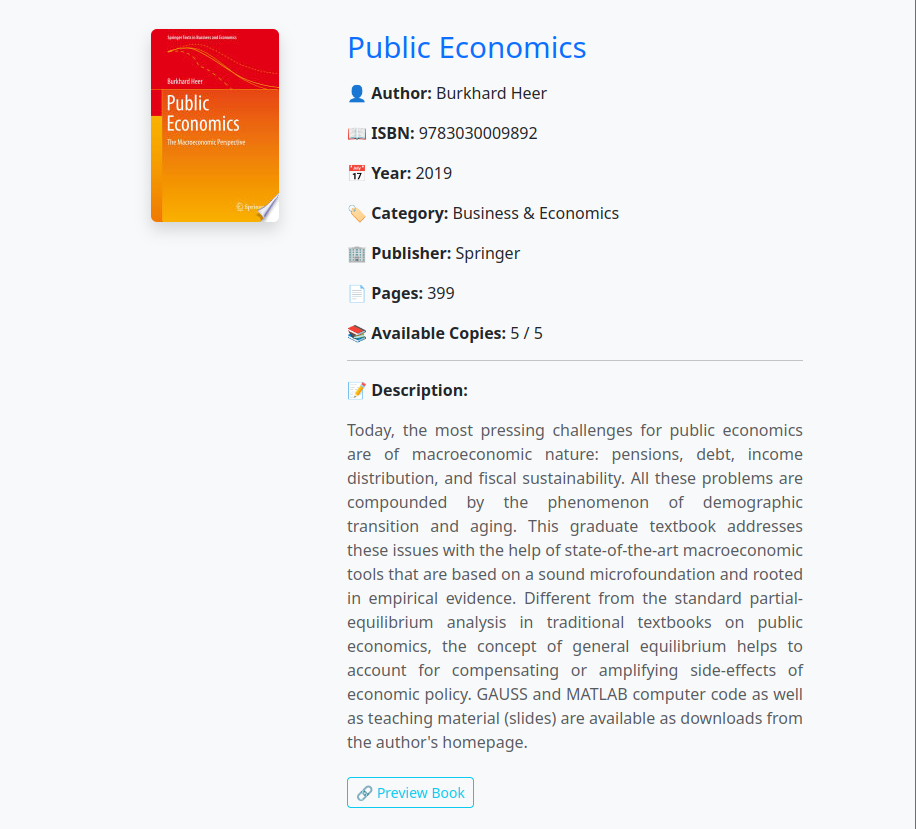 Springer Texts in Business and Economics
Burkhard Heer
Public
Economics
The Macroeconomic Perspective
Springer
Public Economics
👤 Author: Burkhard Heer
📖 ISBN: 9783030009892
📅 Year: 2019
🏷️ Category: Business & Economics
🏢 Publisher: Springer
📄 Pages: 399
📚 Available Copies: 5 / 5
📝 Description:
Today, the most pressing challenges for public economics
are of macroeconomic nature: pensions, debt, income
distribution, and fiscal sustainability. All these problems are
compounded by the phenomenon of demographic
transition and aging. This graduate textbook addresses
these issues with the help of state-of-the-art macroeconomic
tools that are based on a sound microfoundation and rooted
in empirical evidence. Different from the standard partial-
equilibrium analysis in traditional textbooks on public
economics, the concept of general equilibrium helps to
account for compensating or amplifying side-effects of
economic policy. GAUSS and MATLAB computer code as well
as teaching material (slides) are available as downloads from
the author's homepage.
🔗 Preview Book